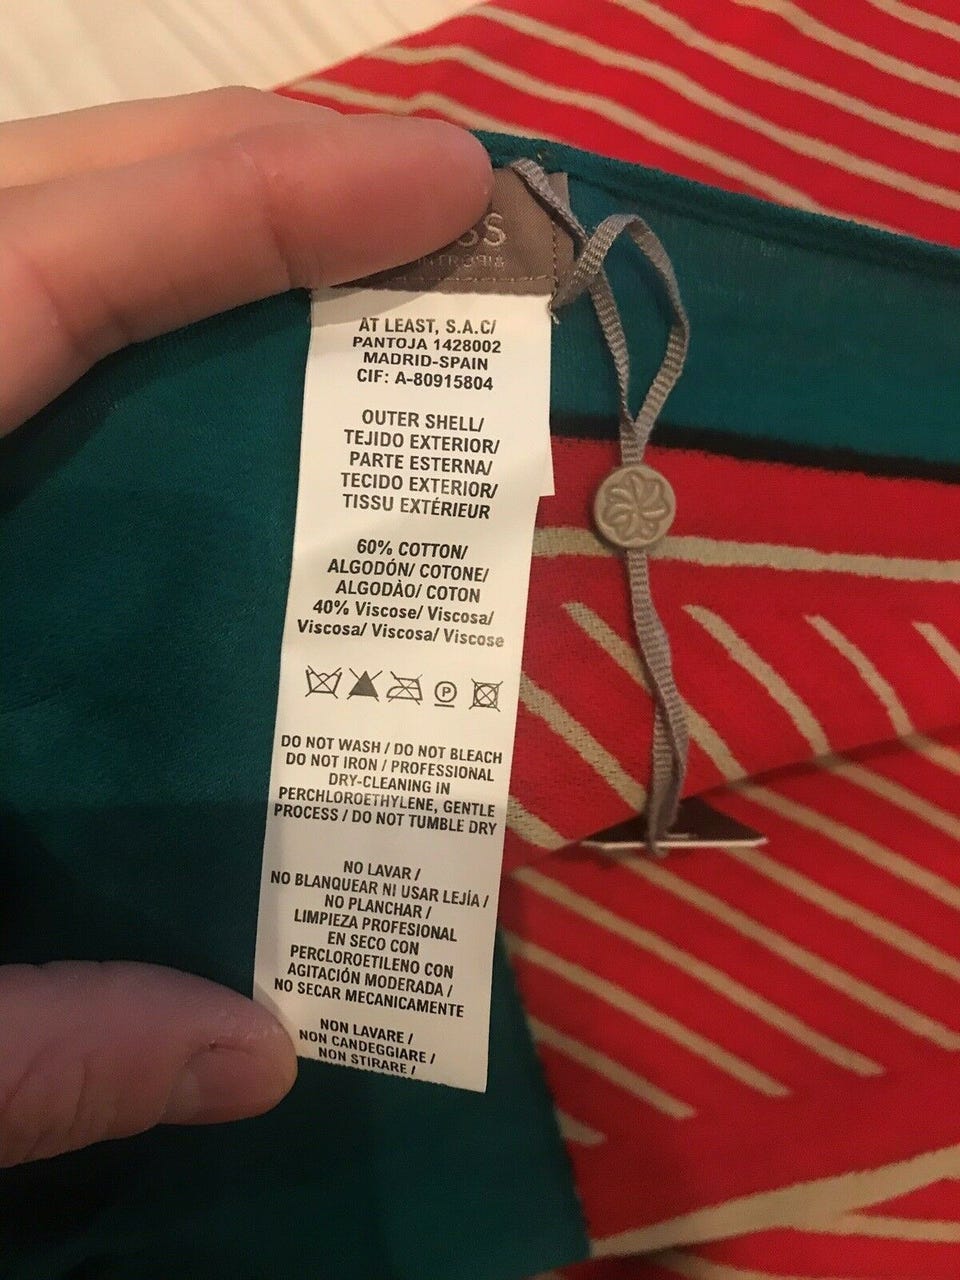 SS
AT LEAST, S.A.C/
PANTOJA 1428002
MADRID-SPAIN
CIF: A-80915804
OUTER SHELL/
TEJIDO EXTERIOR/
PARTE ESTERNA/
TECIDO EXTERIOR/
TISSU EXTÉRIEUR
60% COTTON/
ALGODÓN/ COTONE/
ALGODÀO/ COTON
40% Viscose/ Viscosa/
Viscosa/ Viscosa/ Viscose
P
DO NOT WASH / DO NOT BLEACH
DO NOT IRON / PROFESSIONAL
DRY-CLEANING IN
PERCHLOROETHYLENE, GENTLE
PROCESS / DO NOT TUMBLE DRY
NO LAVAR /
NO BLANQUEAR NI USAR LEJÍA /
NO PLANCHAR /
LIMPIEZA PROFESIONAL
EN SECO CON
PERCLOROETILENO CON
AGITACIÓN MODERADA /
NO SECAR MECANICAMENTE
NON LAVARE /
NON CANDEGGIARE /
NON STIRARE /